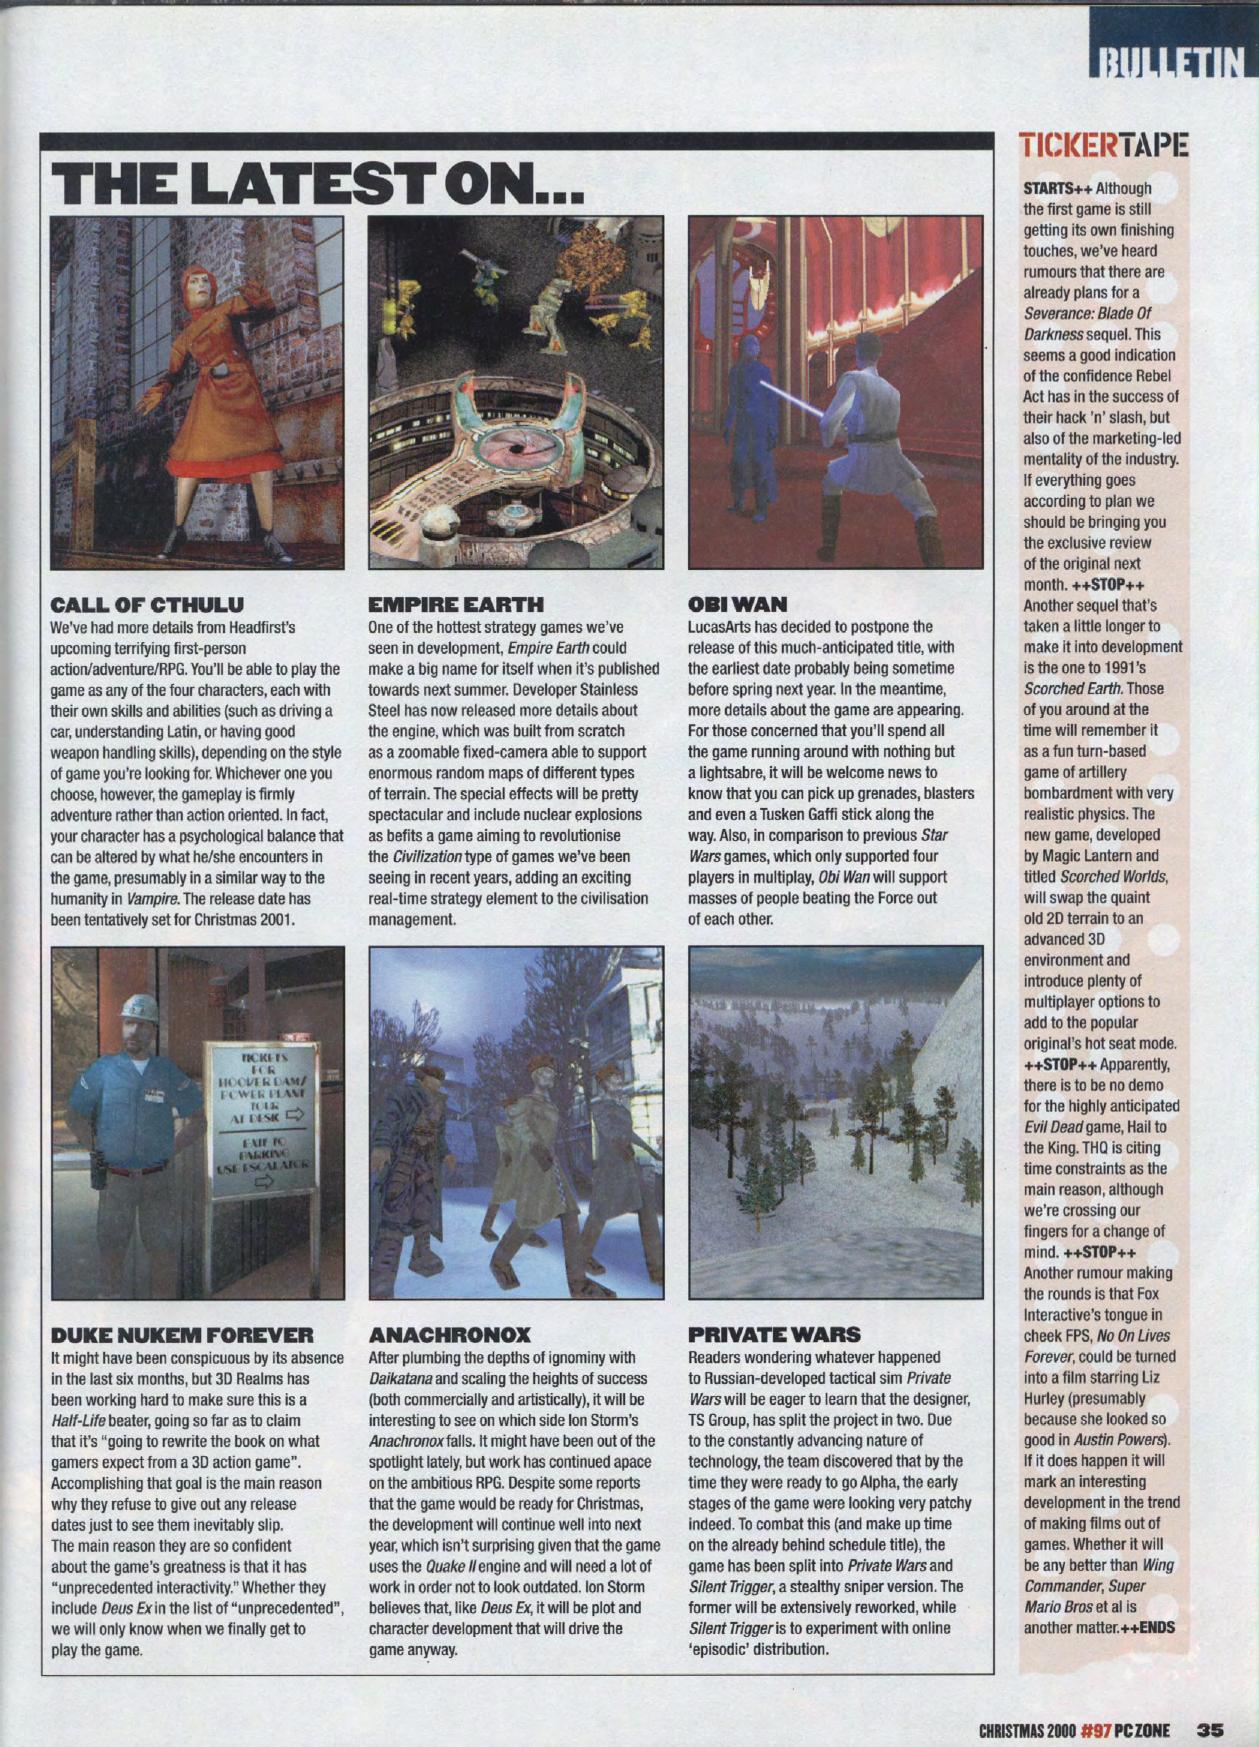 BULLETIN
THE LATEST ON...
CALL OF CTHULU
We've had more details from Headfirst's
upcoming terrifying first-person
action/adventure/RPG. You'll be able to play the
game as any of the four characters, each with
their own skills and abilities (such as driving a
car, understanding Latin, or having good
weapon handling skills), depending on the style
of game you're looking for. Whichever one you
choose, however, the gameplay is firmly
adventure rather than action oriented. In fact,
your character has a psychological balance that
can be altered by what he/she encounters in
the game, presumably in a similar way to the
humanity in Vampire. The release date has
been tentatively set for Christmas 2001.
EMPIRE EARTH
One of the hottest strategy games we've
seen in development, Empire Earth could
make a big name for itself when it's published
towards next summer. Developer Stainless
Steel has now released more details about
the engine, which was built from scratch
as a zoomable fixed-camera able to support
enormous random maps of different types
of terrain. The special effects will be pretty
spectacular and include nuclear explosions
as befits a game aiming to revolutionise
the Civilization type of games we've been
seeing in recent years, adding an exciting
real-time strategy element to the civilisation
management.
OBI WAN
LucasArts has decided to postpone the
release of this much-anticipated title, with
the earliest date probably being sometime
before spring next year. In the meantime,
more details about the game are appearing.
For those concerned that you'll spend all
the game running around with nothing but
a lightsabre, it will be welcome news to
know that you can pick up grenades, blasters
and even a Tusken Gaffi stick along the
way. Also, in comparison to previous Star
Wars games, which only supported four
players in multiplay, Obi Wan will support
masses of people beating the Force out
of each other.
TICKETS
FOR
HOOVER DAM/
POWER PLANT
TOUR
AT DESK
EXIT TO
PARKING
USE ESCALATOR
DUKE NUKEM FOREVER
It might have been conspicuous by its absence
in the last six months, but 3D Realms has
been working hard to make sure this is a
Half-Life beater, going so far as to claim
that it's "going to rewrite the book on what
gamers expect from a 3D action game".
Accomplishing that goal is the main reason
why they refuse to give out any release
dates just to see them inevitably slip.
The main reason they are so confident
about the game's greatness is that it has
"unprecedented interactivity." Whether they
include Deus Ex in the list of "unprecedented",
we will only know when we finally get to
play the game.
ANACHRONOX
After plumbing the depths of ignominy with
Daikatana and scaling the heights of success
(both commercially and artistically), it will be
interesting to see on which side Ion Storm's
Anachronox falls. It might have been out of the
spotlight lately, but work has continued apace
on the ambitious RPG. Despite some reports
that the game would be ready for Christmas,
the development will continue well into next
year, which isn't surprising given that the game
uses the Quake II engine and will need a lot of
work in order not to look outdated. Ion Storm
believes that, like Deus Ex, it will be plot and
character development that will drive the
game anyway.
PRIVATE WARS
Readers wondering whatever happened
to Russian-developed tactical sim Private
Wars will be eager to learn that the designer,
TS Group, has split the project in two. Due
to the constantly advancing nature of
technology, the team discovered that by the
time they were ready to go Alpha, the early
stages of the game were looking very patchy
indeed. To combat this (and make up time
on the already behind schedule title), the
game has been split into Private Wars and
Silent Trigger, a stealthy sniper version. The
former will be extensively reworked, while
Silent Trigger is to experiment with online
'episodic' distribution.
TICKERTAPE
STARTS++ Although
the first game is still
getting its own finishing
touches, we've heard
rumours that there are
already plans for a
Severance: Blade Of
Darkness sequel. This
seems a good indication
of the confidence Rebel
Act has in the success of
their hack 'n' slash, but
also of the marketing-led
mentality of the industry.
If everything goes
according to plan we
should be bringing you
the exclusive review
of the original next
month. ++STOP++
Another sequel that's
taken a little longer to
make it into development
is the one to 1991's
Scorched Earth. Those
of you around at the
time will remember it
as a fun turn-based
game of artillery
bombardment with very
realistic physics. The
new game, developed
by Magic Lantern and
titled Scorched Worlds,
will swap the quaint
old 2D terrain to an
advanced 3D
environment and
introduce plenty of
multiplayer options to
add to the popular
original's hot seat mode.
++STOP++ Apparently,
there is to be no demo
for the highly anticipated
Evil Dead game, Hail to
the King. THQ is citing
time constraints as the
main reason, although
we're crossing our
fingers for a change of
mind. ++STOP++
Another rumour making
the rounds is that Fox
Interactive's tongue in
cheek FPS, No On Lives
Forever, could be turned
into a film starring Liz
Hurley (presumably
because she looked so
good in Austin Powers).
If it does happen it will
mark an interesting
development in the trend
of making films out of
games. Whether it will
be any better than Wing
Commander, Super
Mario Bros et al is
another matter.++ENDS
CHRISTMAS 2000 #97 PC ZONE 35